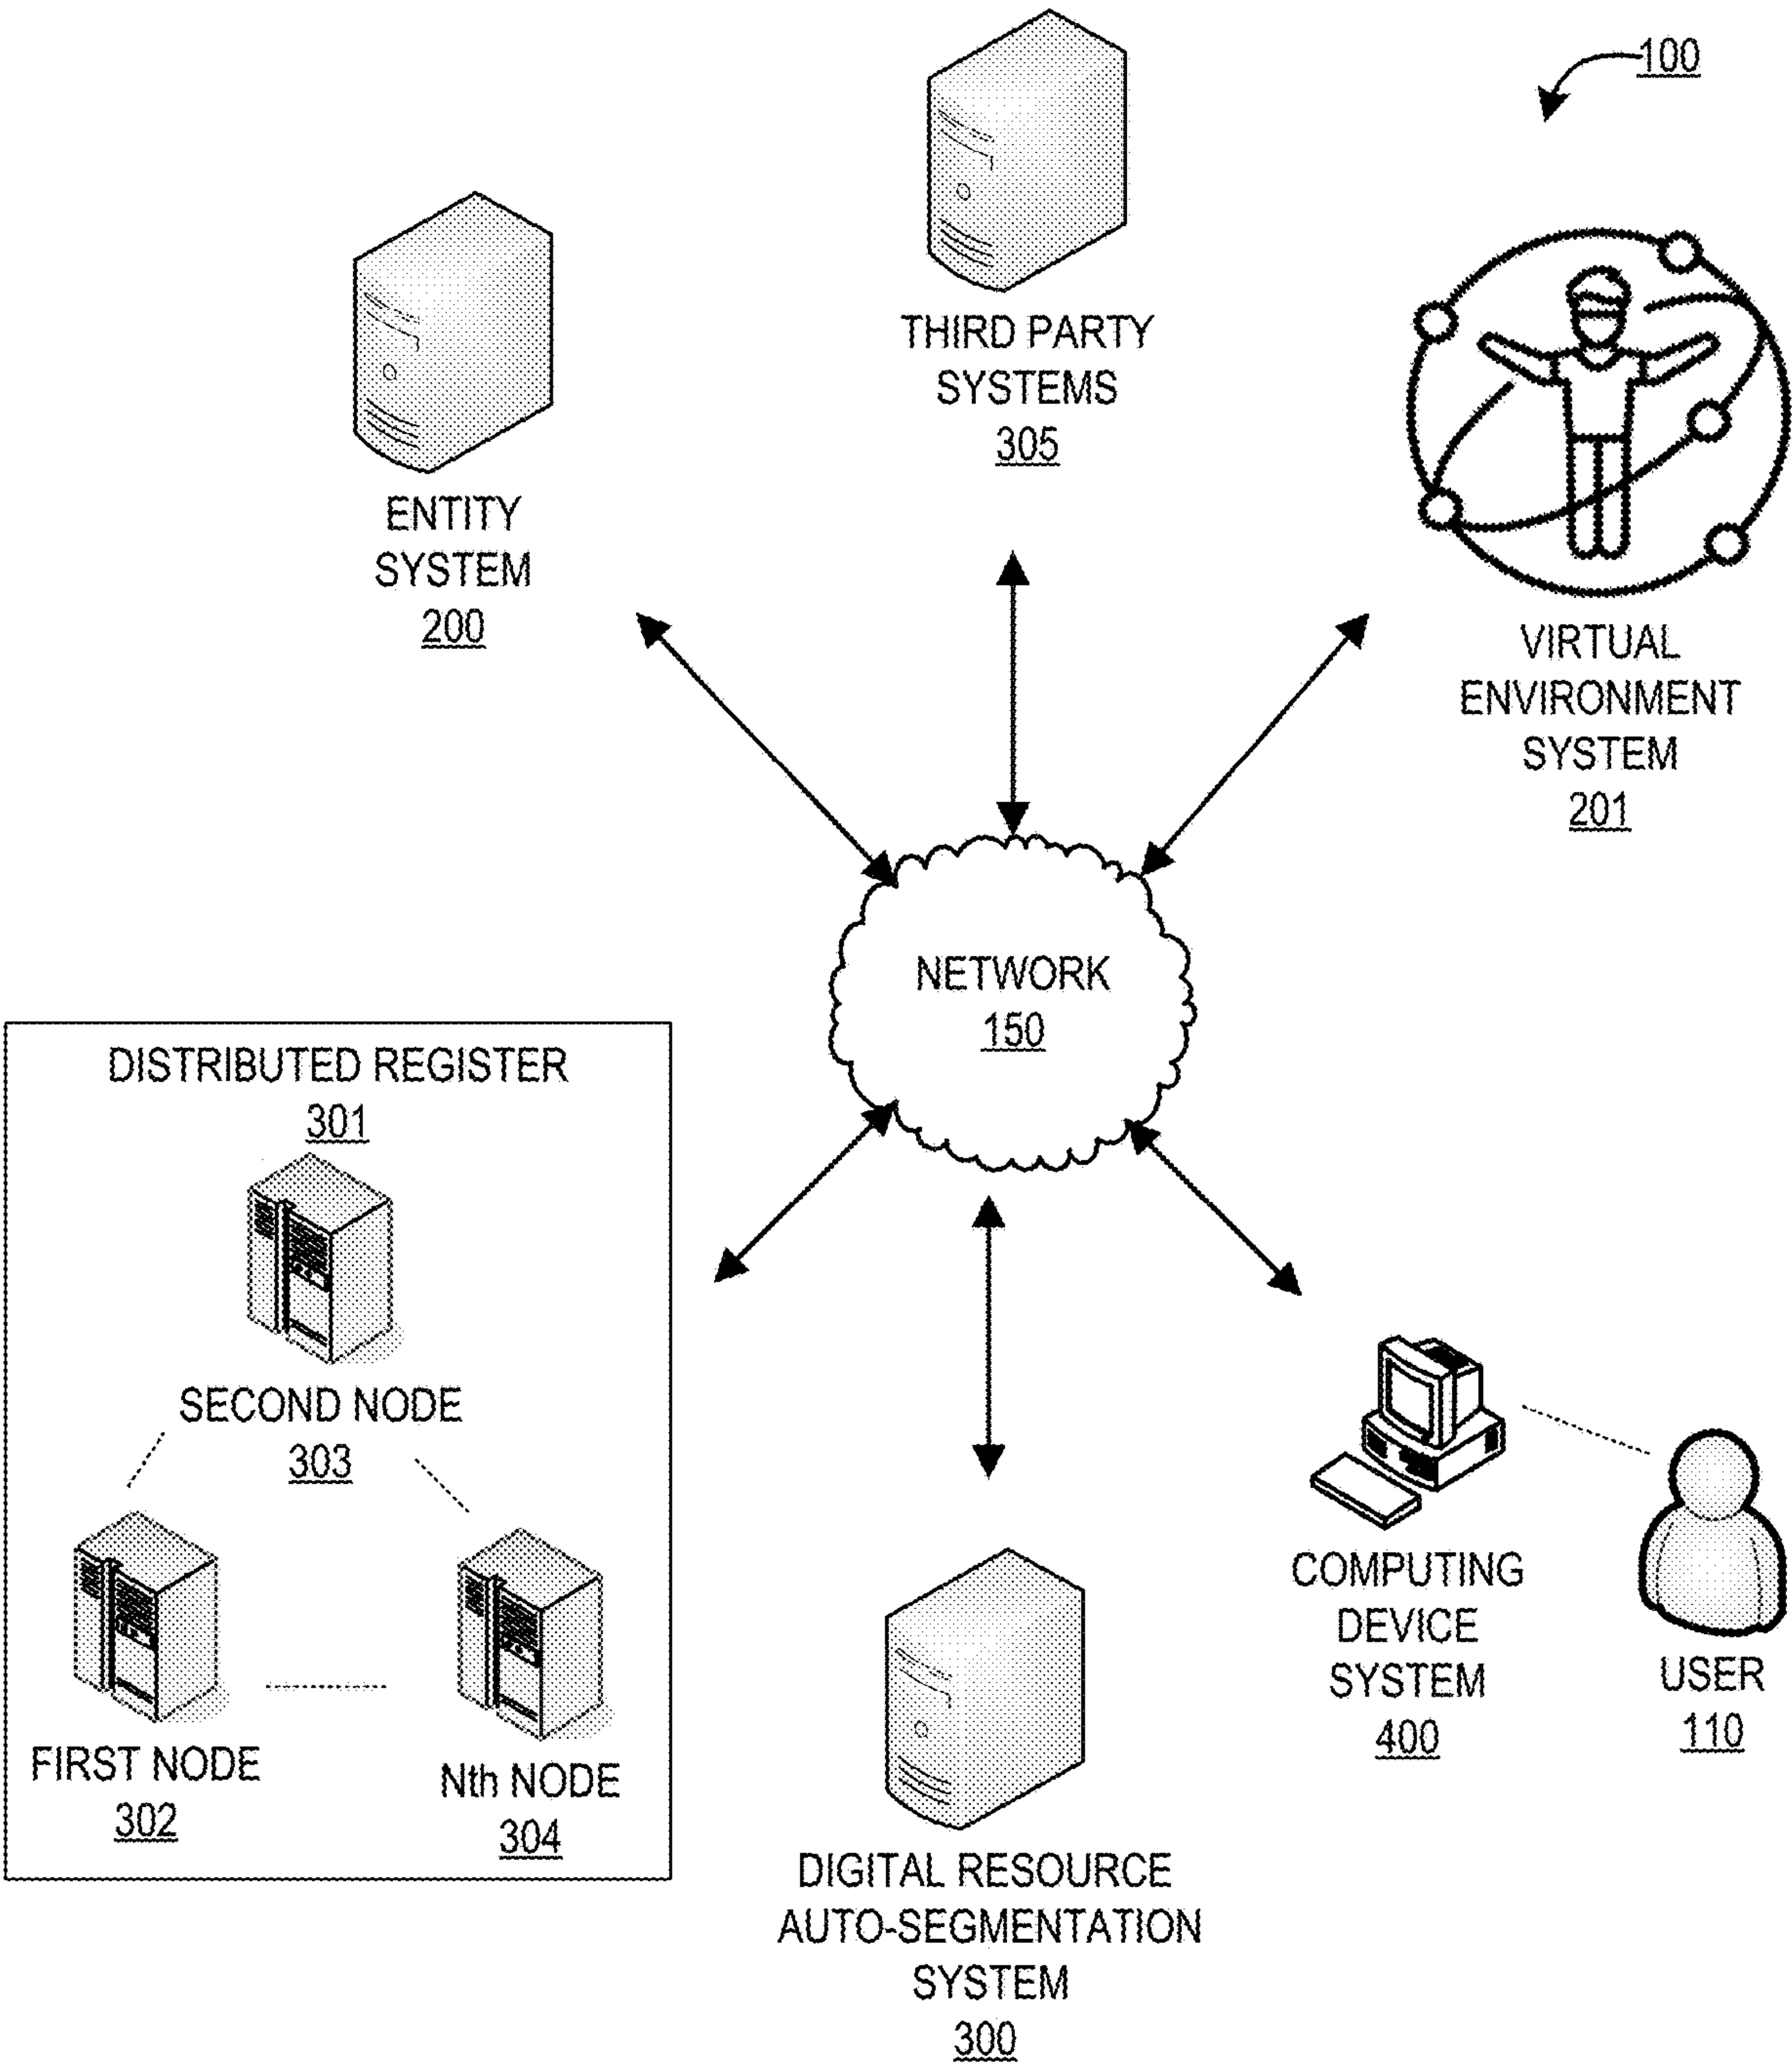 100
THIRD PARTY
SYSTEMS
305
ENTITY
SYSTEM
200
VIRTUAL
ENVIRONMENT
SYSTEM
201
NETWORK
150
DISTRIBUTED REGISTER
301
SECOND NODE
303
FIRST NODE
302
Nth NODE
304
COMPUTING
DEVICE
SYSTEM
400
USER
110
DIGITAL RESOURCE
AUTO-SEGMENTATION
SYSTEM
300